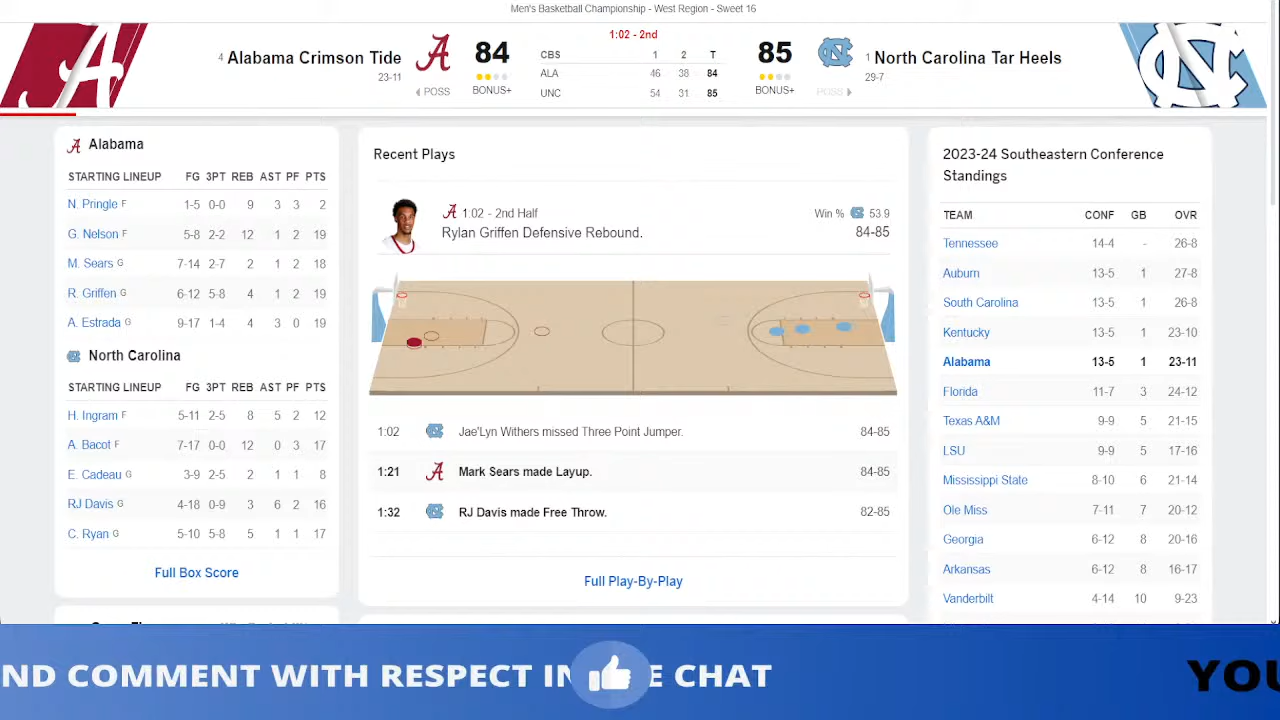 Men's Basketball Championship - West Region - Sweet 16
4 Alabama Crimson Tide
23-11
POSS
84
BONUS+
1:02 - 2nd
CBS 1 2 T
ALA 46 38 84
UNC 54 31 85
85
BONUS+
1 North Carolina Tar Heels
29-7
POSS
Alabama
STARTING LINEUP FG 3PT REB AST PF PTS
N. Pringle F 1-5 0-0 9 3 3 2
G. Nelson F 5-8 2-2 12 1 2 19
M. Sears G 7-14 2-7 2 1 2 18
R. Griffen G 6-12 5-8 4 1 2 19
A. Estrada G 9-17 1-4 4 3 0 19
North Carolina
STARTING LINEUP FG 3PT REB AST PF PTS
H. Ingram F 5-11 2-5 8 5 2 12
A. Bacot F 7-17 0-0 12 0 3 17
E. Cadeau G 3-9 2-5 2 1 1 8
RJ Davis G 4-18 0-9 3 6 2 16
C. Ryan G 5-10 5-8 5 1 1 17
Full Box Score
Recent Plays
1:02 - 2nd Half
Rylan Griffen Defensive Rebound.
Win % 53.9
84-85
1:02 Jae'Lyn Withers missed Three Point Jumper. 84-85
1:21 Mark Sears made Layup. 84-85
1:32 RJ Davis made Free Throw. 82-85
Full Play-By-Play
2023-24 Southeastern Conference
Standings
TEAM CONF GB OVR
Tennessee 14-4 - 26-8
Auburn 13-5 1 27-8
South Carolina 13-5 1 26-8
Kentucky 13-5 1 23-10
Alabama 13-5 1 23-11
Florida 11-7 3 24-12
Texas A&M 9-9 5 21-15
LSU 9-9 5 17-16
Mississippi State 8-10 6 21-14
Ole Miss 7-11 7 20-12
Georgia 6-12 8 20-16
Arkansas 6-12 8 16-17
Vanderbilt 4-14 10 9-23
ND COMMENT WITH RESPECT IN E CHAT
YOU